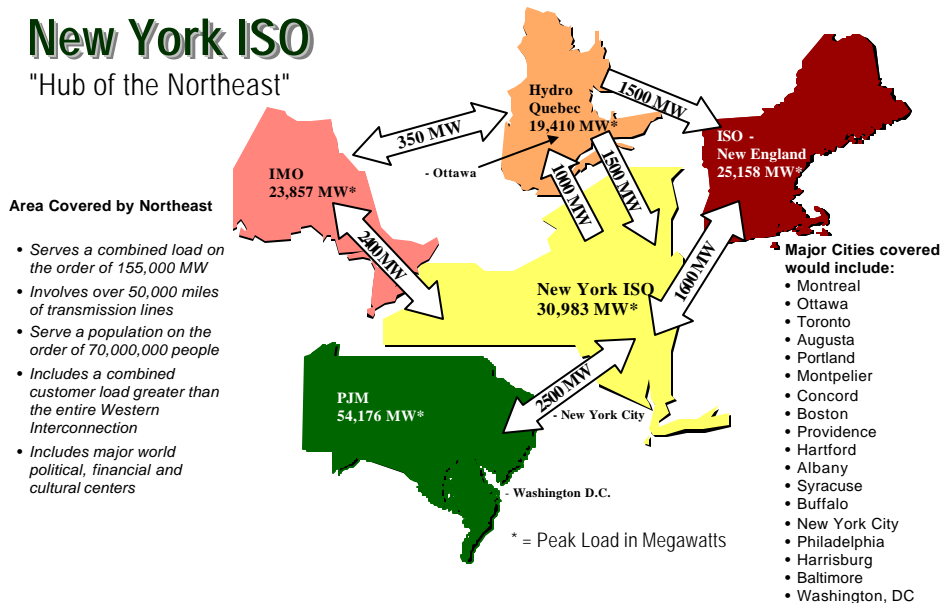 New York ISO
"Hub of the Northeast"
Hydro
Quebec
19,410 MW*
1500 MW
350 MW
ISO -
New England
25,158 MW*
- Ottawa
1000 MW
1500 MW
IMO
23,857 MW*
2400 MW
1600 MW
Area Covered by Northeast
• Serves a combined load on
the order of 155,000 MW
• Involves over 50,000 miles
of transmission lines
• Serve a population on the
order of 70,000,000 people
• Includes a combined
customer load greater than
the entire Western
Interconnection
• Includes major world
political, financial and
cultural centers
New York ISO
30,983 MW*
PJM
54,176 MW*
2500 MW
- New York City
- Washington D.C.
* = Peak Load in Megawatts
Major Cities covered
would include:
• Montreal
• Ottawa
• Toronto
• Augusta
• Portland
• Montpelier
• Concord
• Boston
• Providence
• Hartford
• Albany
• Syracuse
• Buffalo
• New York City
• Philadelphia
• Harrisburg
• Baltimore
• Washington, DC